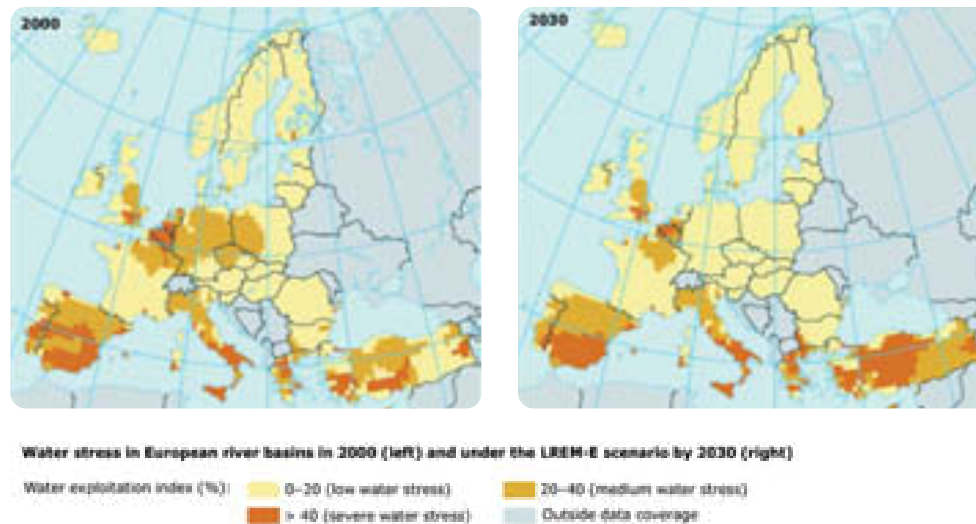 2000
2030
Water stress in European river basins in 2000 (left) and under the LREM-E scenario by 2030 (right)
Water exploitation index (%):
0–20 (low water stress)
20–40 (medium water stress)
> 40 (severe water stress)
Outside data coverage